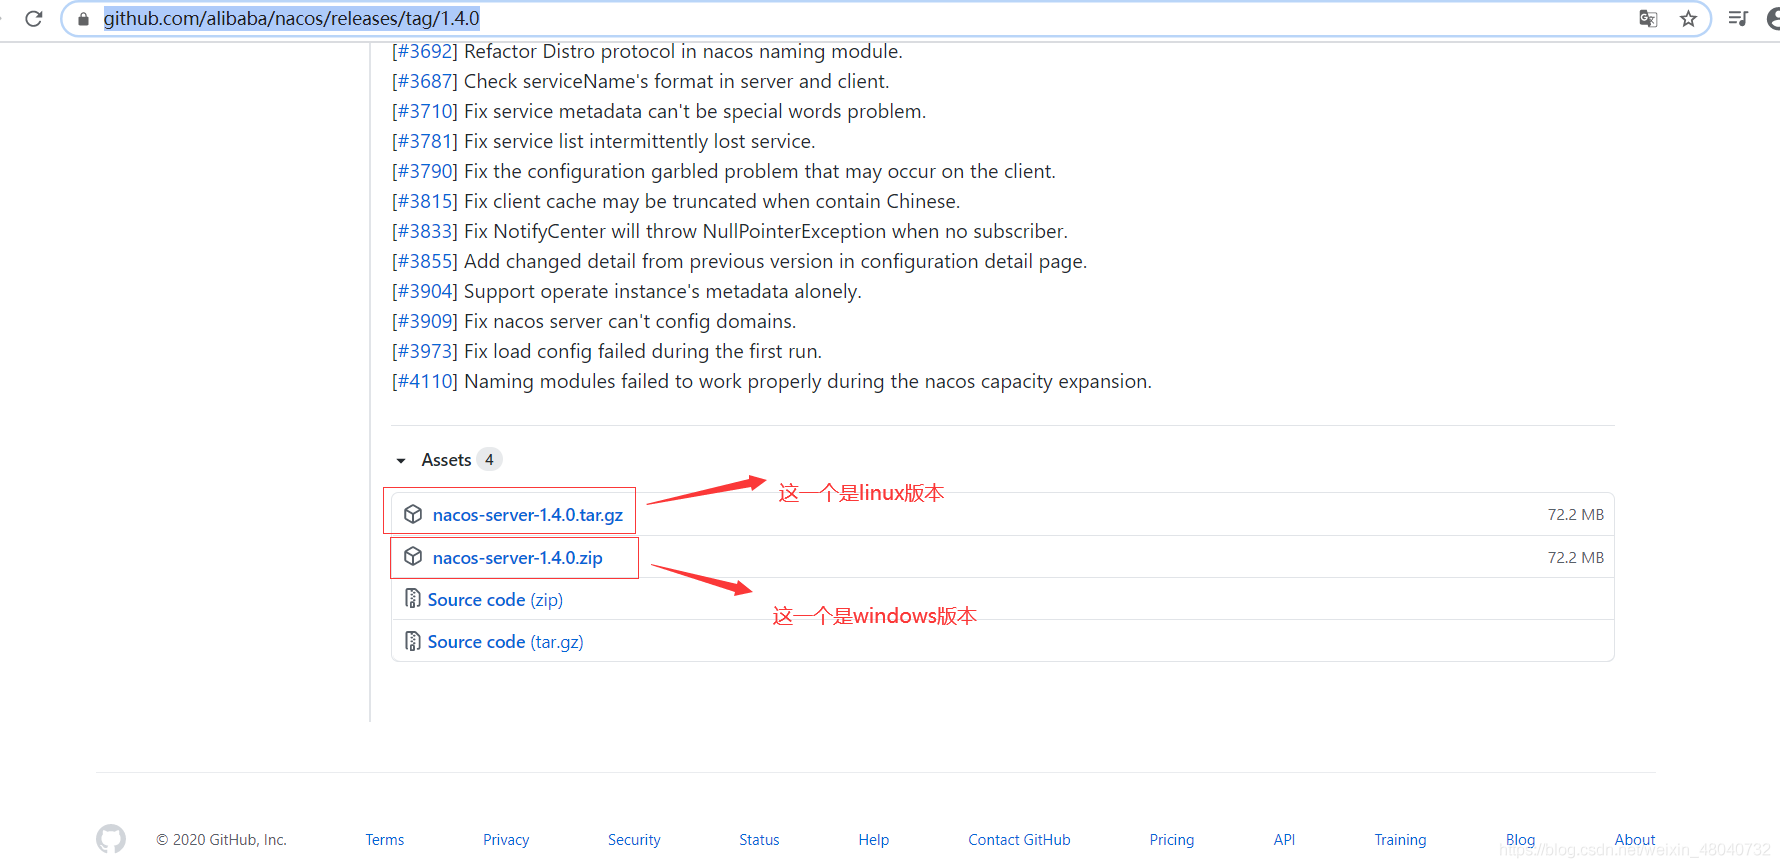 github.com/alibaba/nacos/releases/tag/1.4.0
[#3692] Refactor Distro protocol in nacos naming module.
[#3687] Check serviceName's format in server and client.
[#3710] Fix service metadata can't be special words problem.
[#3781] Fix service list intermittently lost service.
[#3790] Fix the configuration garbled problem that may occur on the client.
[#3815] Fix client cache may be truncated when contain Chinese.
[#3833] Fix NotifyCenter will throw NullPointerException when no subscriber.
[#3855] Add changed detail from previous version in configuration detail page.
[#3904] Support operate instance's metadata alonely.
[#3909] Fix nacos server can't config domains.
[#3973] Fix load config failed during the first run.
[#4110] Naming modules failed to work properly during the nacos capacity expansion.
Assets 4
这一个是linux版本
nacos-server-1.4.0.tar.gz 72.2 MB
nacos-server-1.4.0.zip 72.2 MB
Source code (zip)
这一个是windows版本
Source code (tar.gz)
© 2020 GitHub, Inc. Terms Privacy Security Status Help Contact GitHub Pricing API Training Blog About
https://blog.csdn.net/weixin_48040732